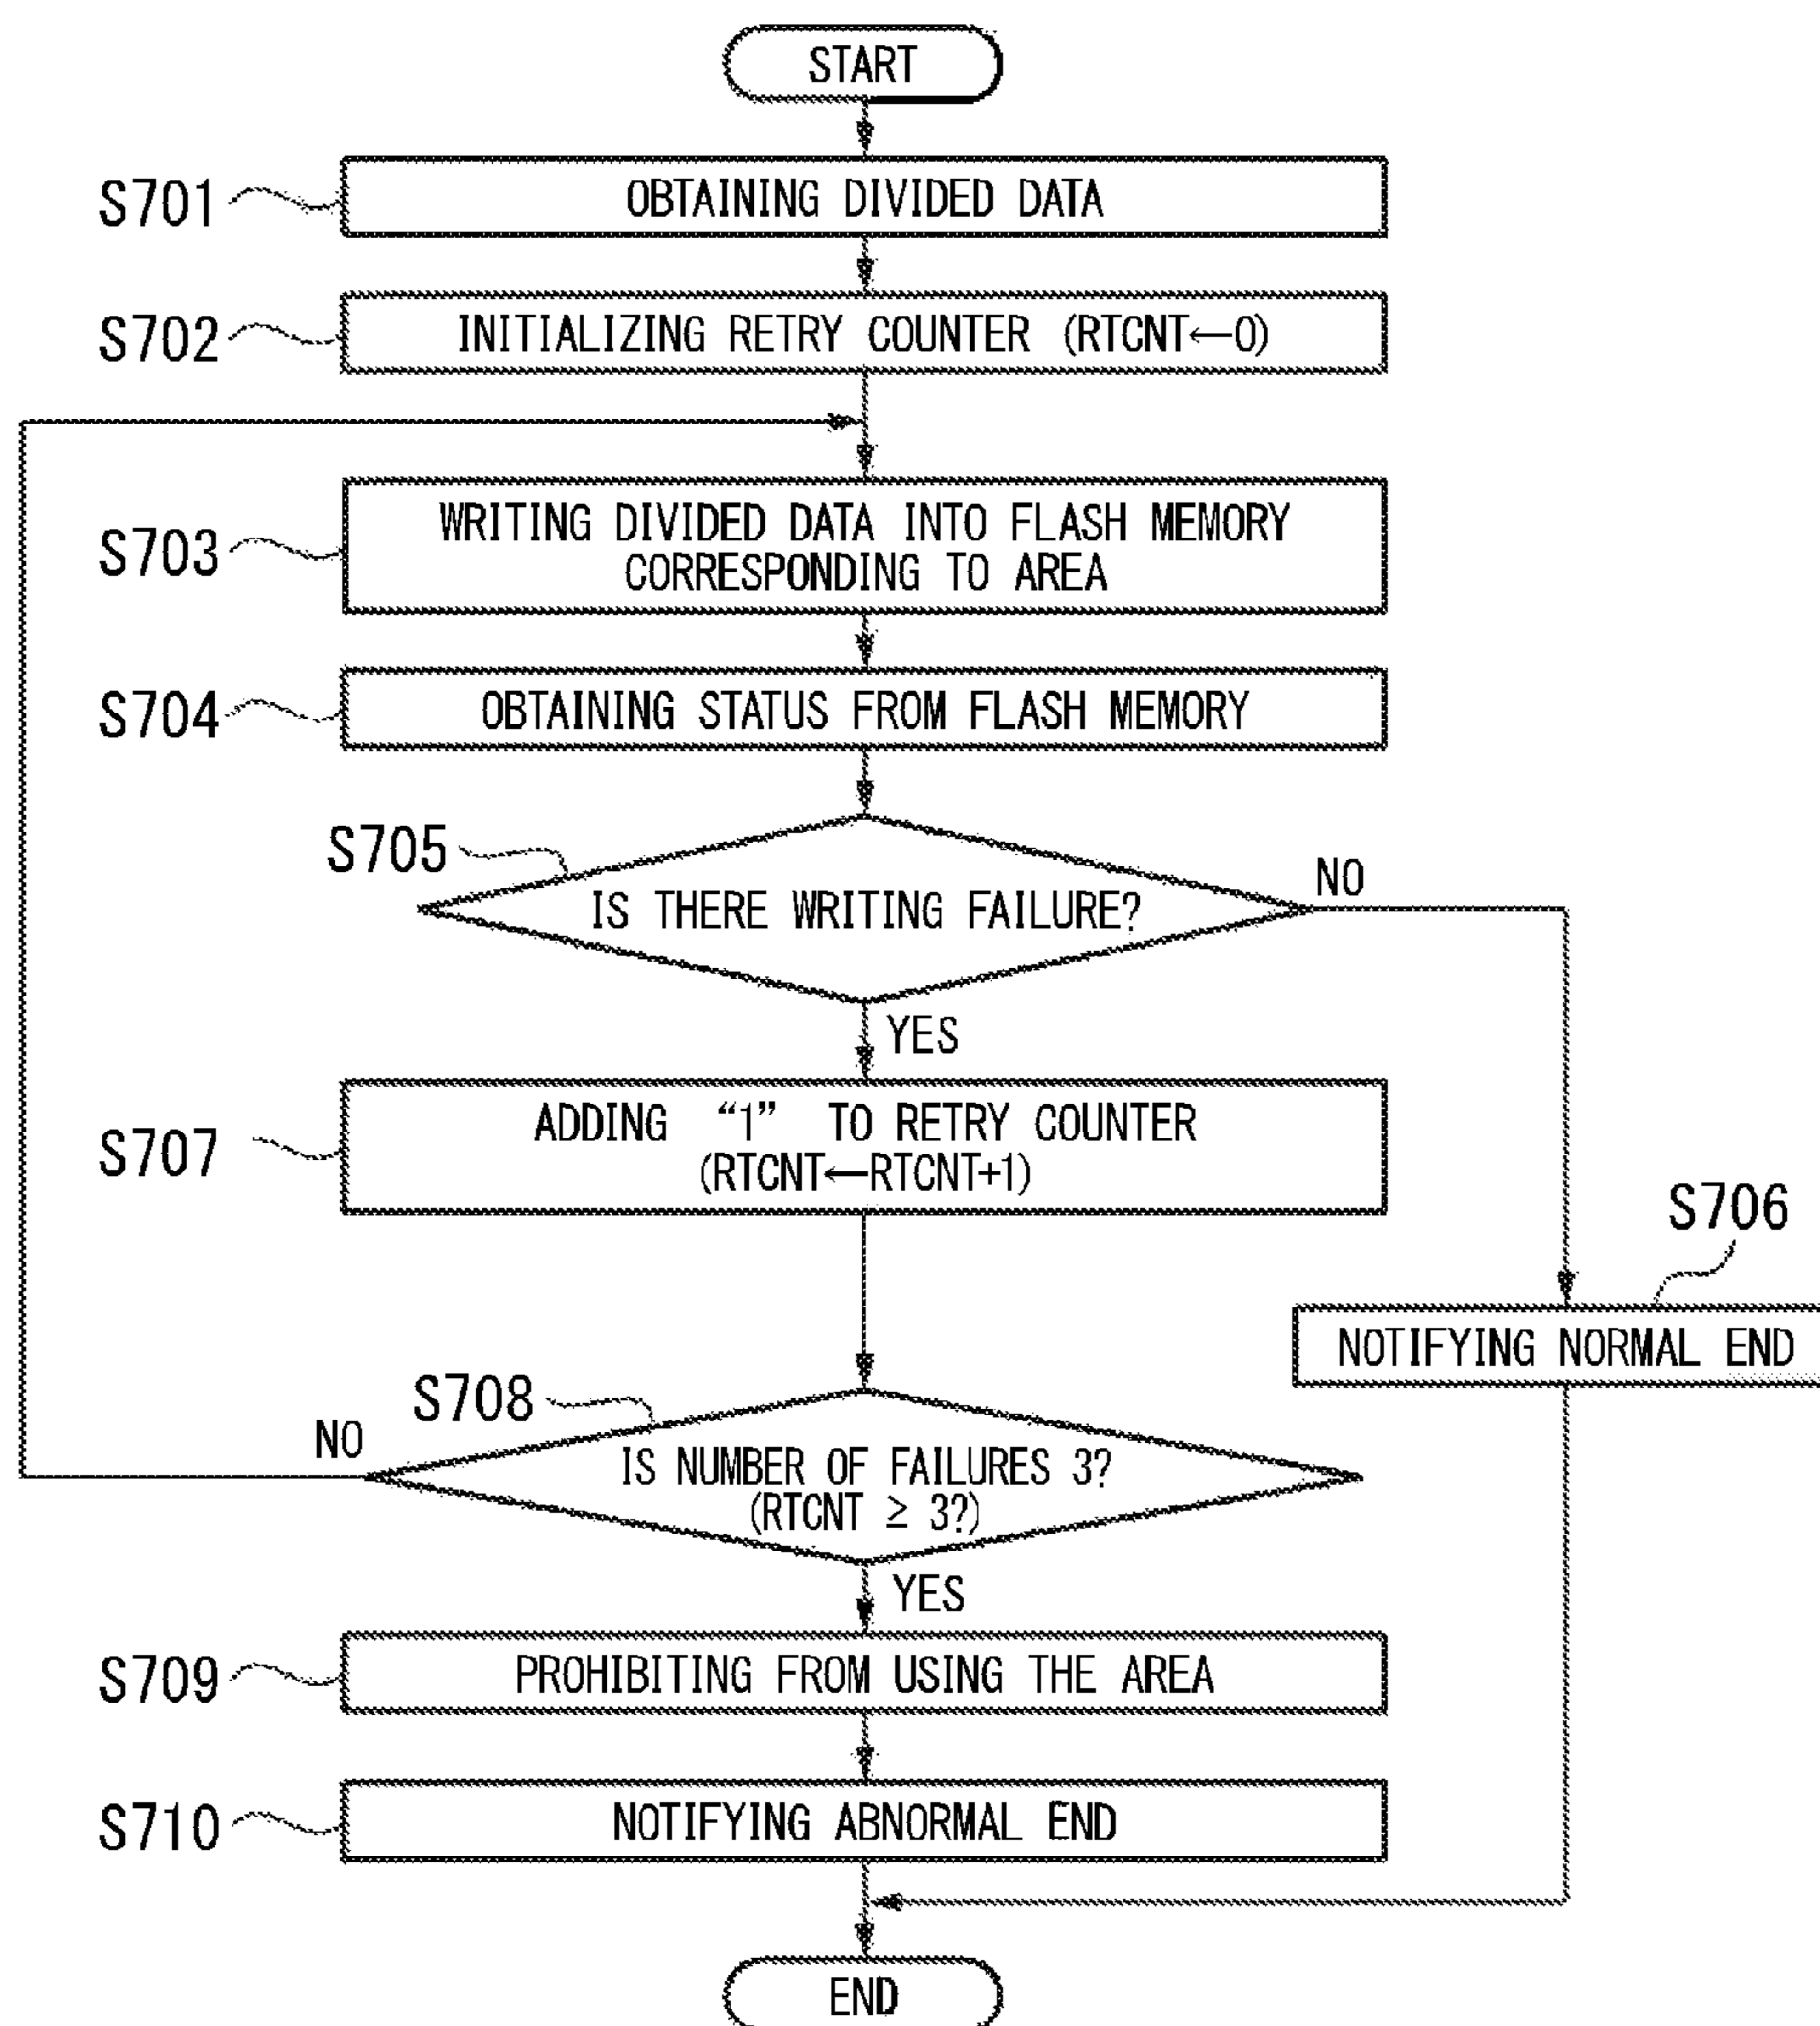 START
S701
OBTAINING DIVIDED DATA
S702
INITIALIZING RETRY COUNTER (RTCNT←0)
S703
WRITING DIVIDED DATA INTO FLASH MEMORY
CORRESPONDING TO AREA
S704
OBTAINING STATUS FROM FLASH MEMORY
S705
IS THERE WRITING FAILURE?
NO
YES
S707
ADDING “1” TO RETRY COUNTER
(RTCNT←RTCNT+1)
S706
NOTIFYING NORMAL END
S708
NO
IS NUMBER OF FAILURES 3?
(RTCNT ≥ 3?)
YES
S709
PROHIBITING FROM USING THE AREA
S710
NOTIFYING ABNORMAL END
END